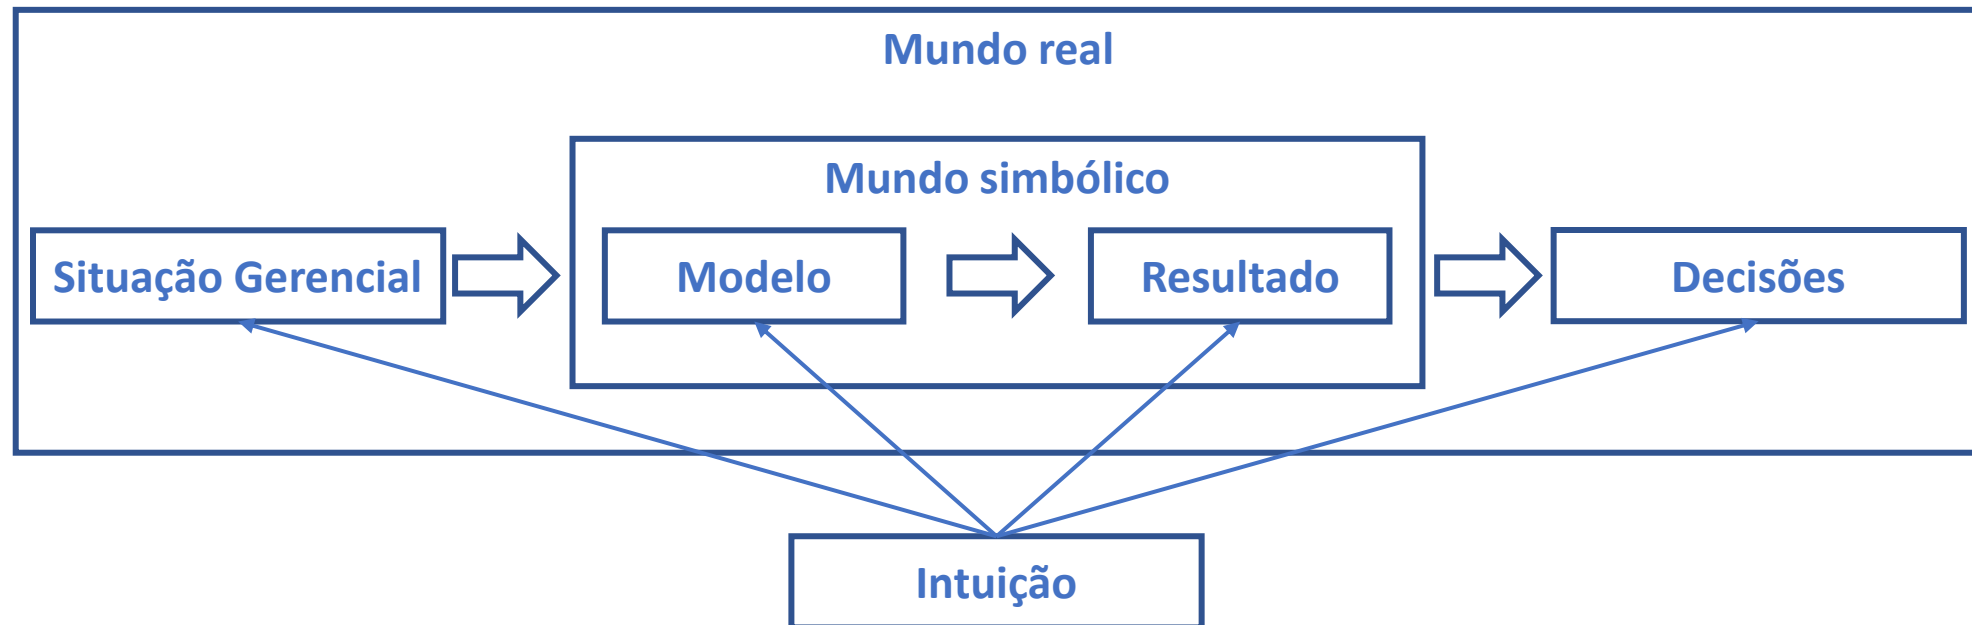 Mundo real
Mundo simbólico
Situação Gerencial
Modelo
Resultado
Decisões
Intuição